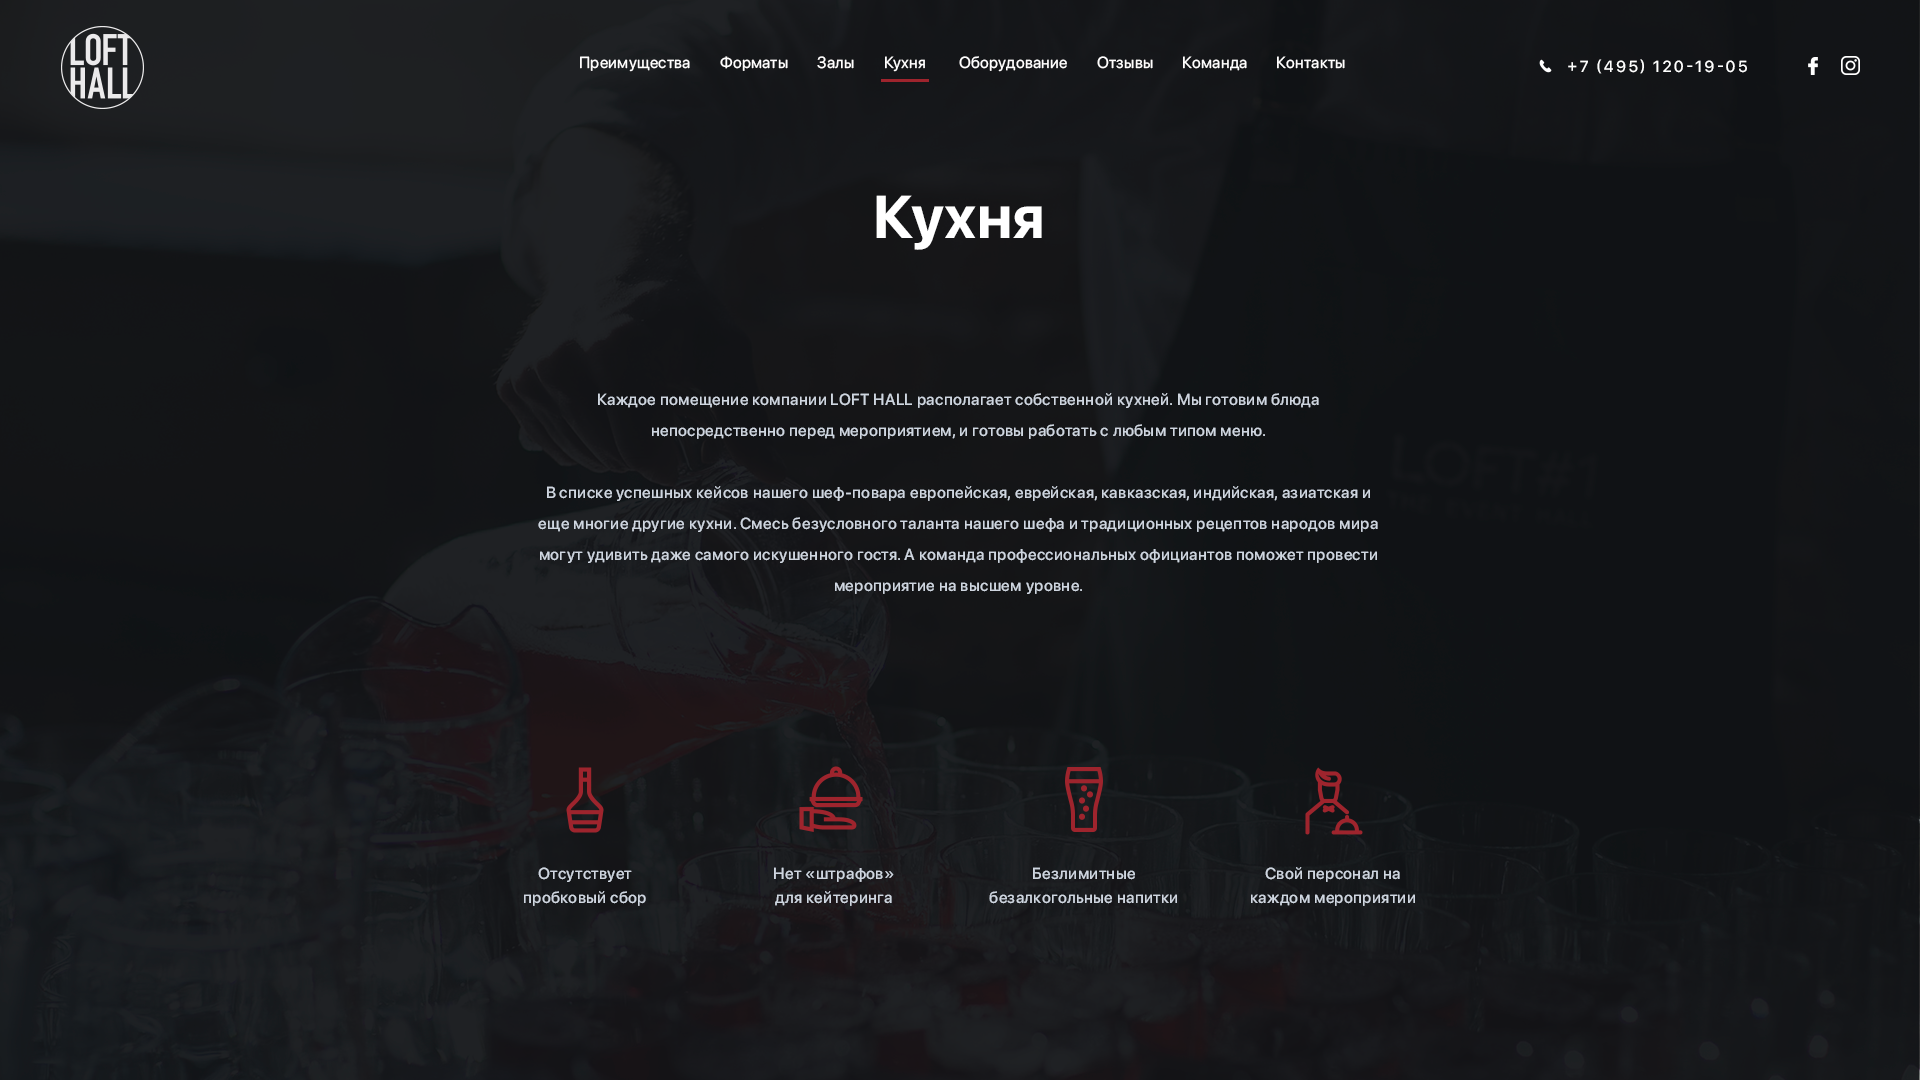 LOFT
HALL
Преимущества Форматы Залы Кухня Оборудование Отзывы Команда Контакты
+7 (495) 120-19-05
Кухня
Каждое помещение компании LOFT HALL располагает собственной кухней. Мы готовим блюда
непосредственно перед мероприятием, и готовы работать с любым типом меню.
В списке успешных кейсов нашего шеф-повара европейская, еврейская, кавказская, индийская, азиатская и
еще многие другие кухни. Смесь безусловного таланта нашего шефа и традиционных рецептов народов мира
могут удивить даже самого искушенного гостя. А команда профессиональных официантов поможет провести
мероприятие на высшем уровне.
LOFT#1
Отсутствует
пробковый сбор
Нет «штрафов»
для кейтеринга
Безлимитные
безалкогольные напитки
Свой персонал на
каждом мероприятии